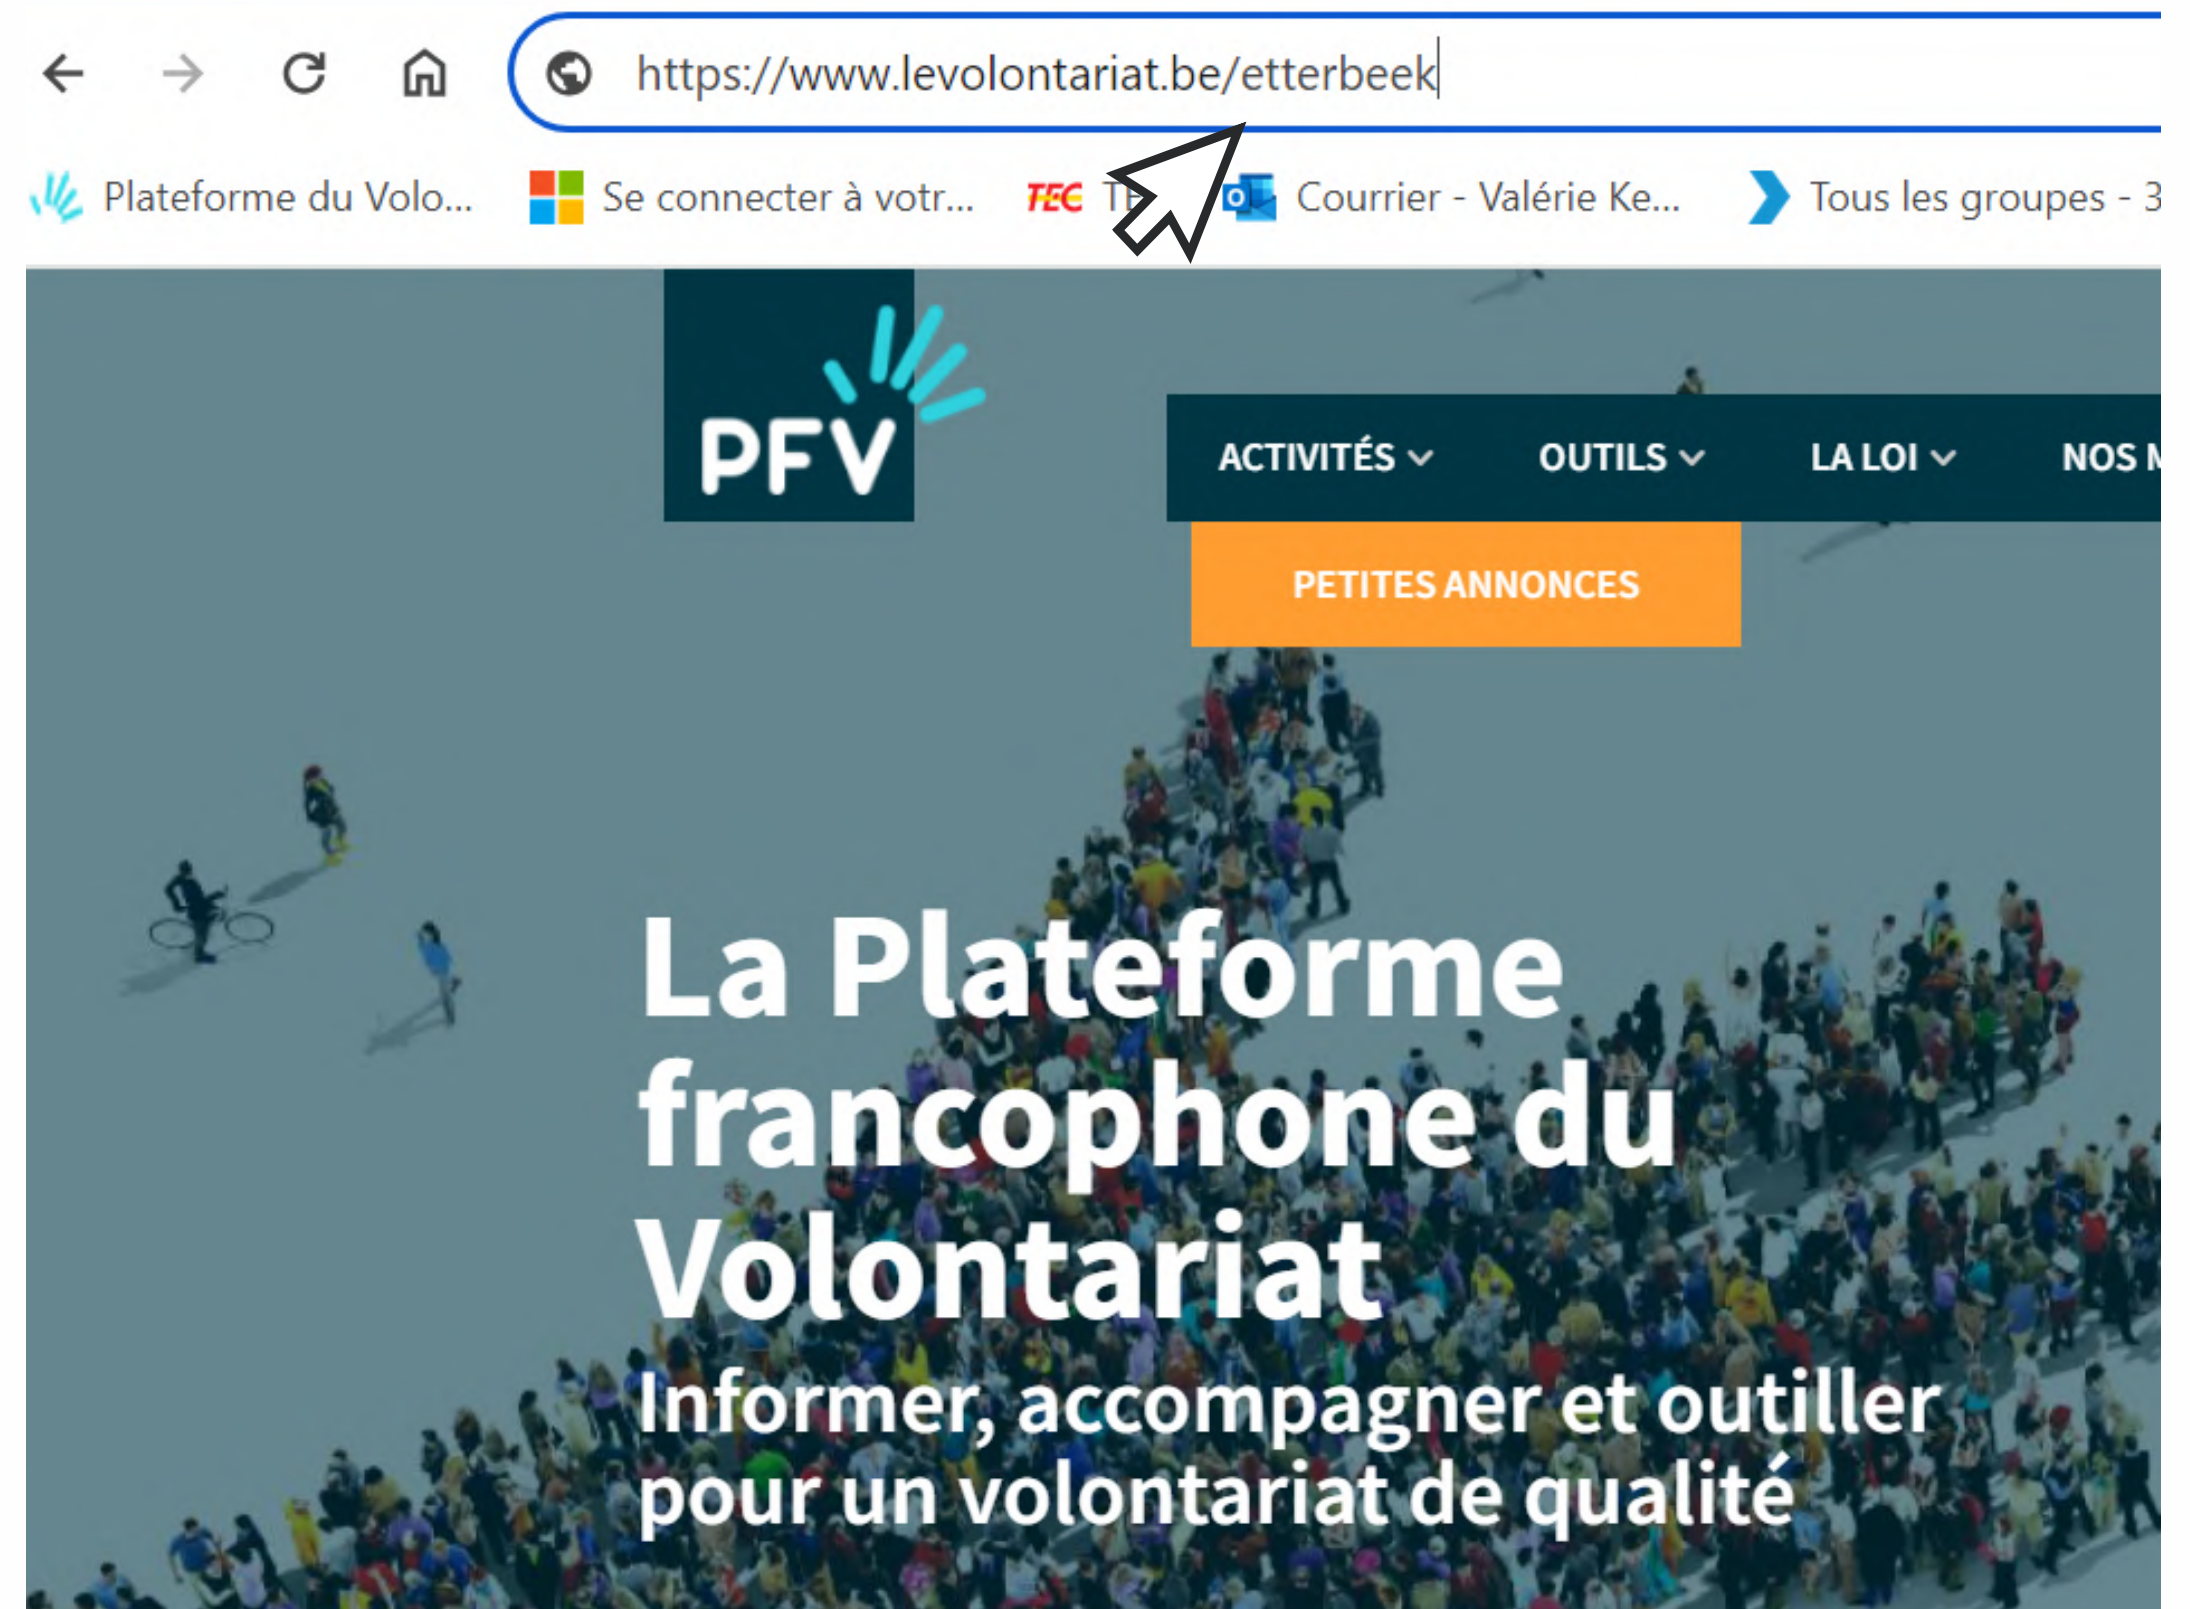 https://www.levolontariat.be/etterbeek
Plateforme du Volo... Se connecter à votr... TEC Courrier - Valérie Ke... Tous les groupes - 3
PFV
ACTIVITÉS OUTILS LA LOI NOS
PETITES ANNONCES
La Plateforme
francophone du
Volontariat
Informer, accompagner et outiller
pour un volontariat de qualité